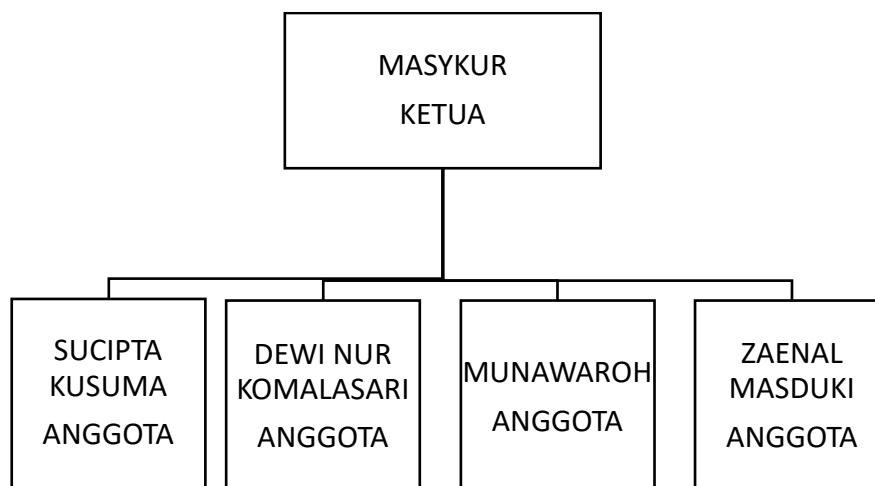 MASYKUR
KETUA
SUCIPTA
KUSUMA
ANGGOTA
DEWI NUR
KOMALASARI
ANGGOTA
MUNAWAROH
ANGGOTA
ZAENAL
MASDUKI
ANGGOTA